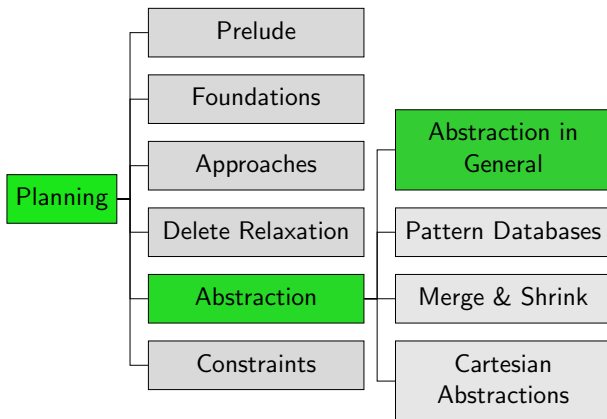 Planning
Prelude
Foundations
Approaches
Delete Relaxation
Abstraction
Constraints
Abstraction in
General
Pattern Databases
Merge & Shrink
Cartesian
Abstractions